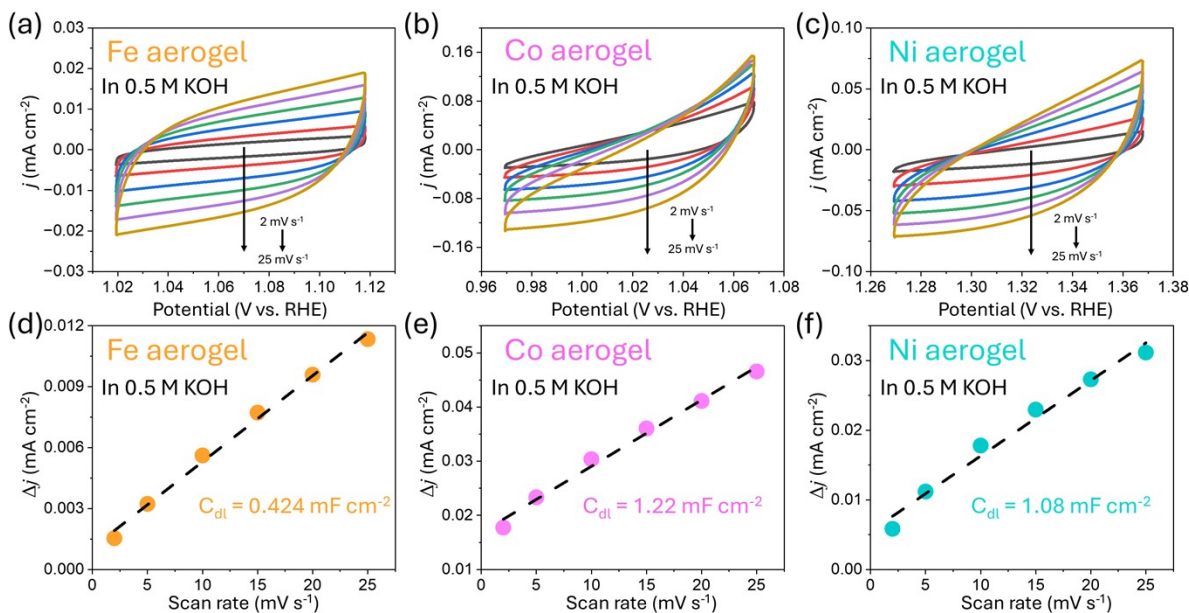 (a)
Fe aerogel
In 0.5 M KOH
0.03
0.02
0.01
0.00
−0.01
−0.02
−0.03
j (mA cm⁻²)
2 mV s⁻¹
25 mV s⁻¹
1.02 1.04 1.06 1.08 1.10 1.12
Potential (V vs. RHE)
(b)
Co aerogel
In 0.5 M KOH
0.16
0.08
0.00
−0.08
−0.16
j (mA cm⁻²)
2 mV s⁻¹
25 mV s⁻¹
0.96 0.98 1.00 1.02 1.04 1.06 1.08
Potential (V vs. RHE)
(c)
Ni aerogel
In 0.5 M KOH
0.10
0.05
0.00
−0.05
−0.10
j (mA cm⁻²)
2 mV s⁻¹
25 mV s⁻¹
1.26 1.28 1.30 1.32 1.34 1.36 1.38
Potential (V vs. RHE)
(d)
Fe aerogel
In 0.5 M KOH
0.012
0.009
0.006
0.003
0.000
Δj (mA cm⁻²)
C_dl = 0.424 mF cm⁻²
0 5 10 15 20 25
Scan rate (mV s⁻¹)
(e)
Co aerogel
In 0.5 M KOH
0.05
0.04
0.03
0.02
0.01
Δj (mA cm⁻²)
C_dl = 1.22 mF cm⁻²
0 5 10 15 20 25
Scan rate (mV s⁻¹)
(f)
Ni aerogel
In 0.5 M KOH
0.03
0.02
0.01
0.00
Δj (mA cm⁻²)
C_dl = 1.08 mF cm⁻²
0 5 10 15 20 25
Scan rate (mV s⁻¹)